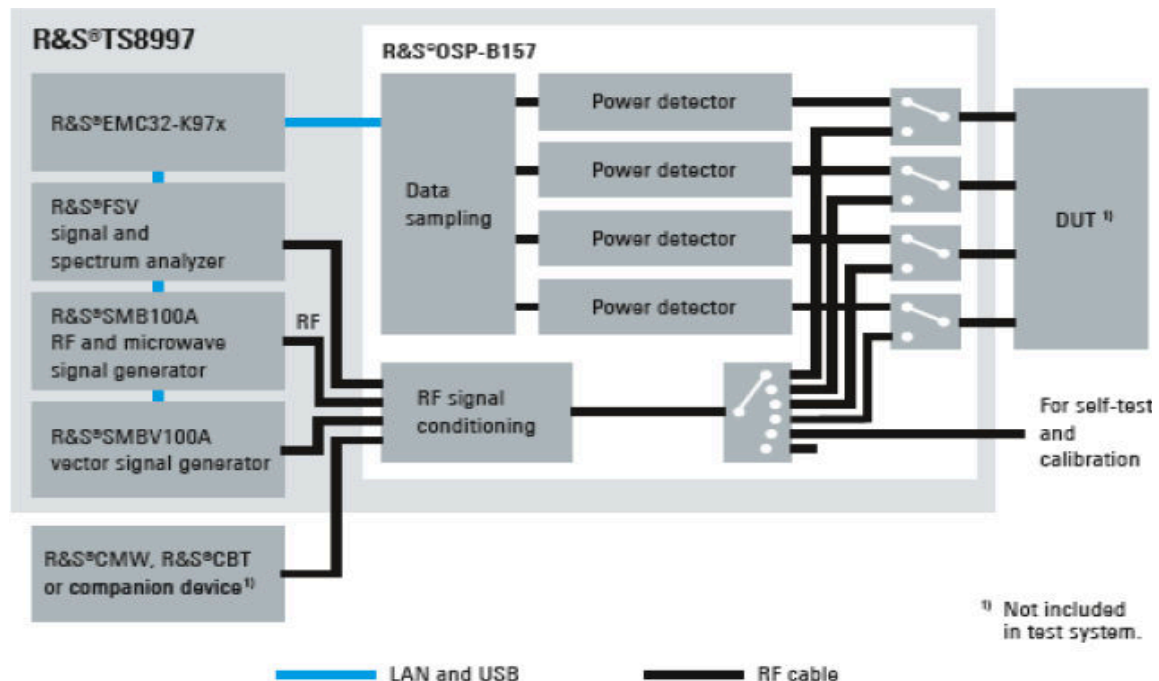 R&S®TS8997
R&S®OSP-B157
R&S®EMC32-K97x
R&S®FSV
signal and
spectrum analyzer
R&S®SMB100A
RF and microwave
signal generator
R&S®SMBV100A
vector signal generator
R&S®CMW, R&S®CBT
or companion device¹⁾
RF
Data
sampling
Power detector
Power detector
Power detector
Power detector
RF signal
conditioning
DUT ¹⁾
For self-test
and
calibration
¹⁾ Not included
in test system.
LAN and USB
RF cable